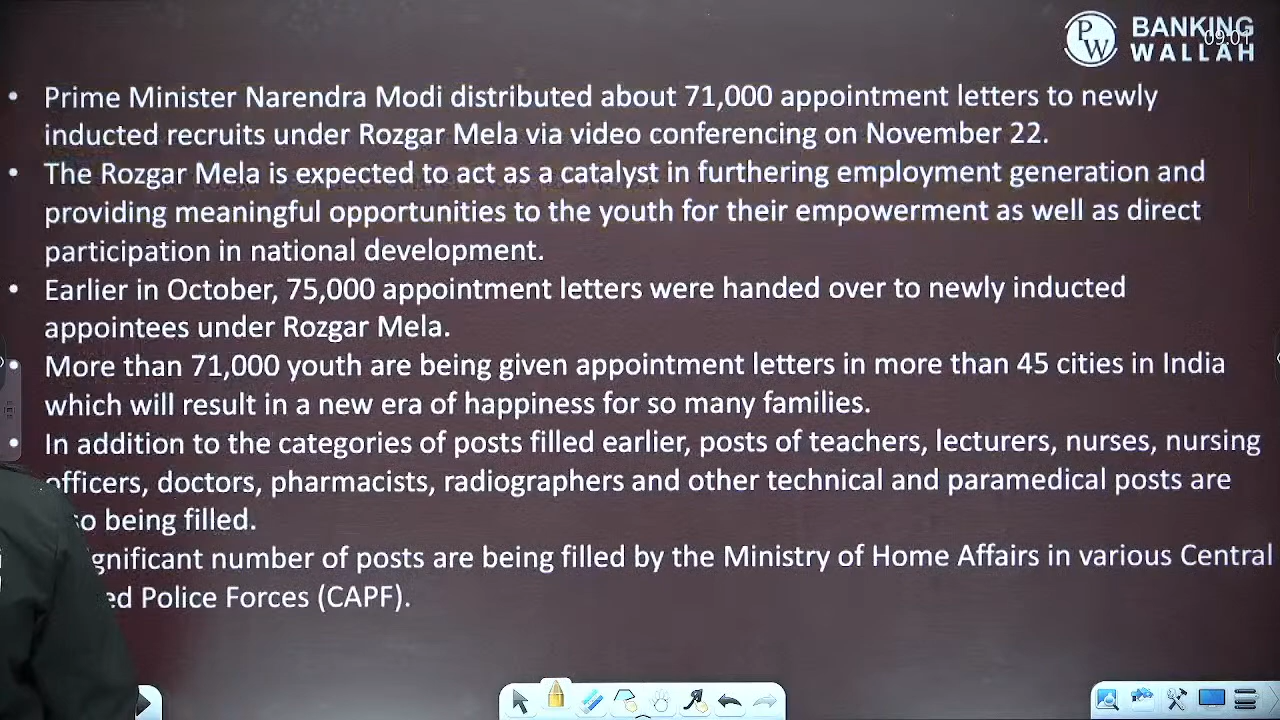 PW BANKING
WALLAH
09:01
• Prime Minister Narendra Modi distributed about 71,000 appointment letters to newly
inducted recruits under Rozgar Mela via video conferencing on November 22.
• The Rozgar Mela is expected to act as a catalyst in furthering employment generation and
providing meaningful opportunities to the youth for their empowerment as well as direct
participation in national development.
• Earlier in October, 75,000 appointment letters were handed over to newly inducted
appointees under Rozgar Mela.
• More than 71,000 youth are being given appointment letters in more than 45 cities in India
which will result in a new era of happiness for so many families.
• In addition to the categories of posts filled earlier, posts of teachers, lecturers, nurses, nursing
officers, doctors, pharmacists, radiographers and other technical and paramedical posts are
so being filled.
gnificant number of posts are being filled by the Ministry of Home Affairs in various Central
ed Police Forces (CAPF).